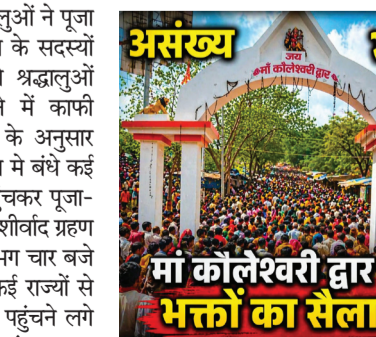 लुओं ने पूजा
के सदस्यों
श्रद्धालुओं
ने में काफी
के अनुसार
मे बंधे कई
चकर पूजा-
शीर्वाद ग्रहण
भग चार बजे
कई राज्यों से
पहुंचने लगे
असंख्य
जय
माँ कौलेश्वरी द्वार
मां कौलेश्वरी द्वार
भक्तों का सैला